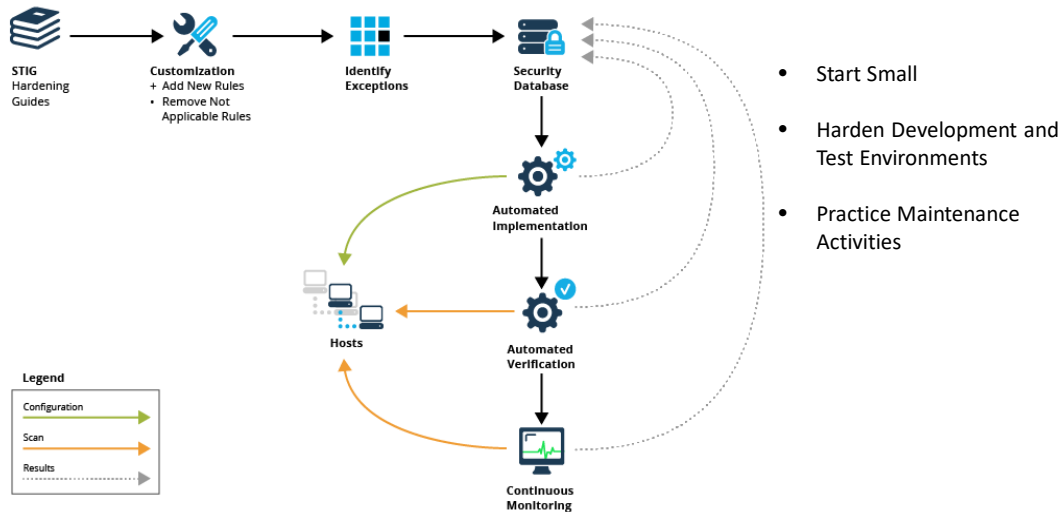 STIG
Hardening
Guides
Customization
+ Add New Rules
• Remove Not
Applicable Rules
Identify
Exceptions
Security
Database
• Start Small
• Harden Development and
Test Environments
• Practice Maintenance
Activities
Automated
Implementation
Hosts
Automated
Verification
Continuous
Monitoring
Legend
Configuration
Scan
Results